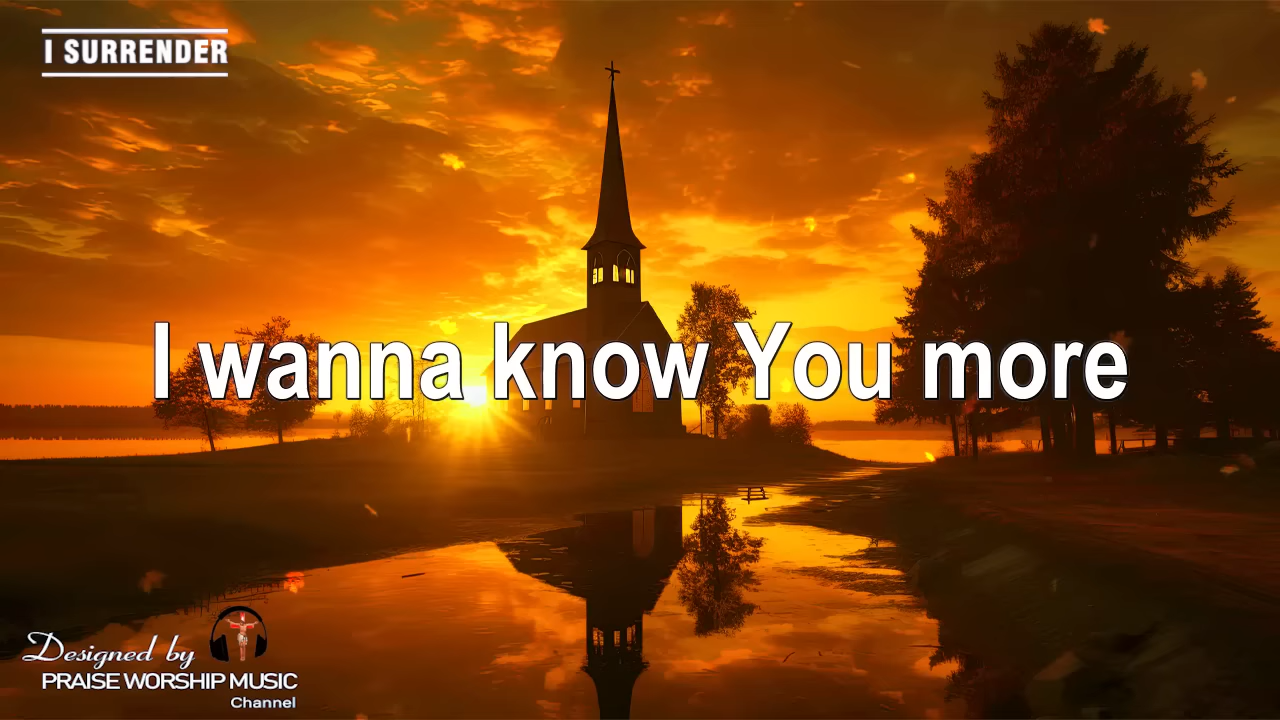 I SURRENDER
I wanna know You more
Designed by
PRAISE WORSHIP MUSIC
Channel